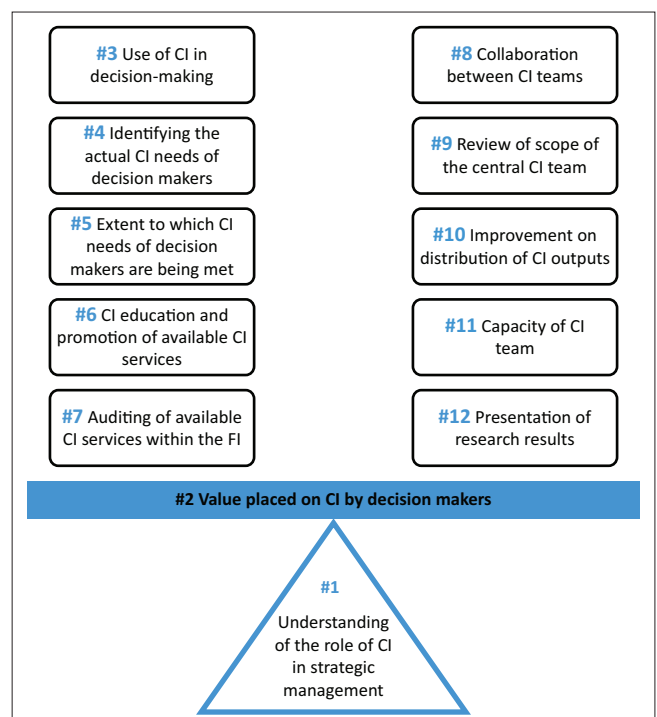 #3 Use of CI in
decision-making
#4 Identifying the
actual CI needs of
decision makers
#5 Extent to which CI
needs of decision
makers are being met
#6 CI education and
promotion of available CI
services
#7 Auditing of available
CI services within the FI
#8 Collaboration
between CI teams
#9 Review of scope of
the central CI team
#10 Improvement on
distribution of CI outputs
#11 Capacity of CI
team
#12 Presentation of
research results
#2 Value placed on CI by decision makers
#1
Understanding
of the role of CI
in strategic
management